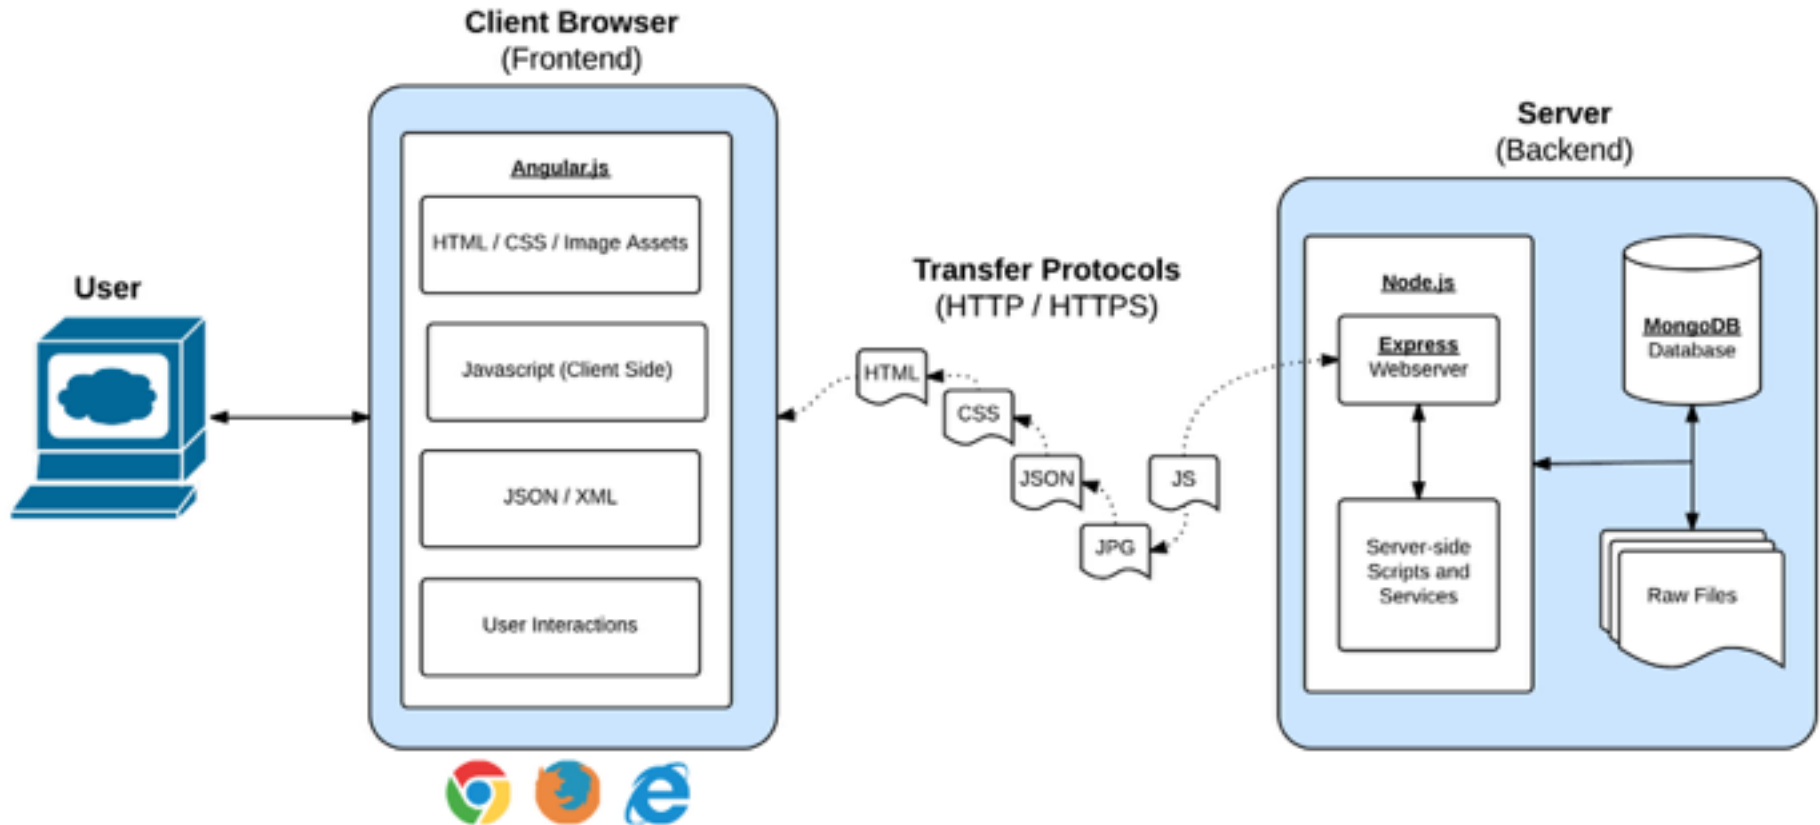 Client Browser
(Frontend)
Angular.js
HTML / CSS / Image Assets
Javascript (Client Side)
JSON / XML
User Interactions
User
Transfer Protocols
(HTTP / HTTPS)
HTML
CSS
JSON
JPG
JS
Server
(Backend)
Node.js
Express
Webserver
Server-side
Scripts and
Services
MongoDB
Database
Raw Files